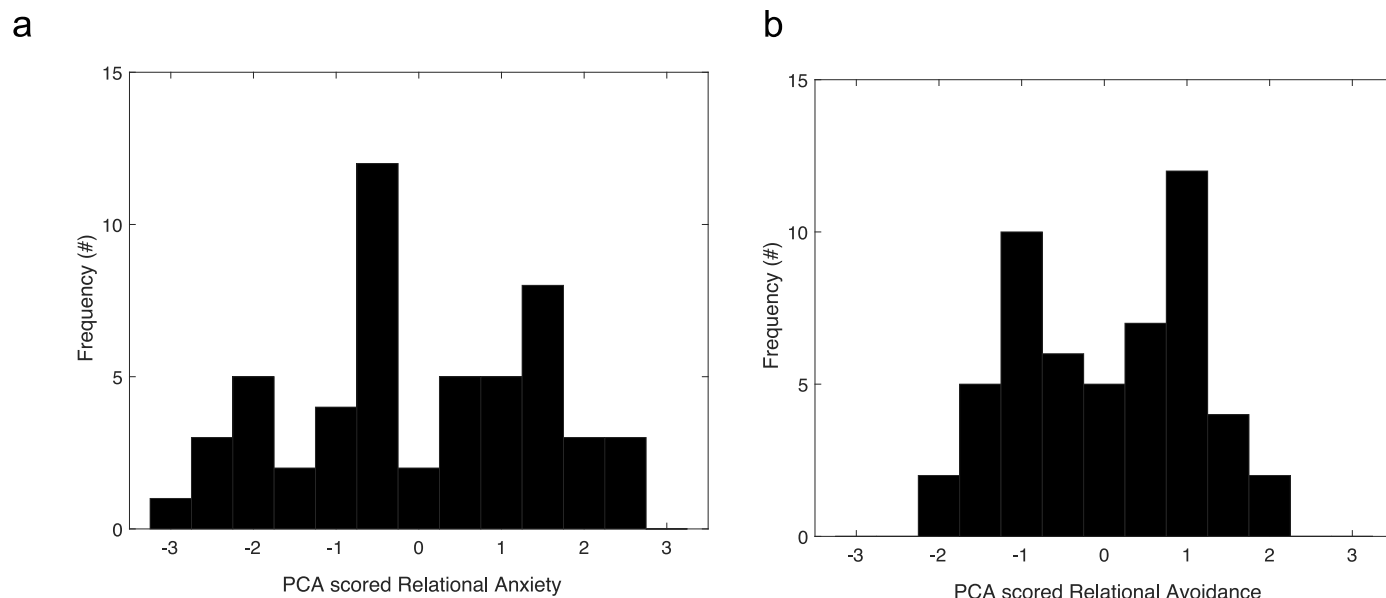 a
15
10
5
0
Frequency (#)
-3 -2 -1 0 1 2 3
PCA scored Relational Anxiety
b
15
10
5
0
Frequency (#)
-3 -2 -1 0 1 2 3
PCA scored Relational Avoidance